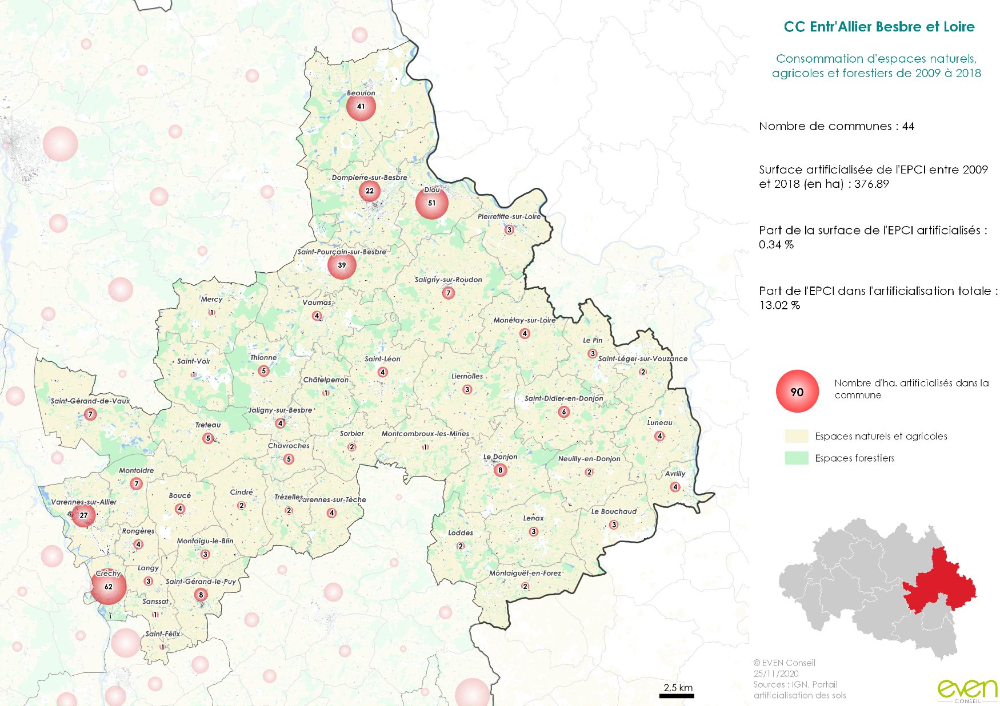 CC Entr'Allier Besbre et Loire
Consommation d'espaces naturels,
agricoles et forestiers de 2009 à 2018
Nombre de communes : 44
Surface artificialisée de l'EPCI entre 2009
et 2018 (en ha) : 376.89
Part de la surface de l'EPCI artificialisés :
0.34 %
Part de l'EPCI dans l'artificialisation totale :
13.02 %
90
Nombre d'ha. artificialisés dans la
commune
Espaces naturels et agricoles
Espaces forestiers
Beaulon
41
Dompierre-sur-Besbre
22
Diou
51
Pierrefitte-sur-Loire
3
Saint-Pourçain-sur-Besbre
39
Saligny-sur-Roudon
7
Mercy
1
Vaumas
4
Monétay-sur-Loire
4
Le Pin
3
Saint-Léger-sur-Vouzance
2
Saint-Voir
1
Thionne
5
Saint-Léon
4
Châtelperron
1
Liernolles
3
Saint-Didier-en-Donjon
6
Saint-Gérand-de-Vaux
7
Jaligny-sur-Besbre
4
Treteau
5
Luneau
4
Sorbier
2
Montcombroux-les-Mines
1
Chavroches
5
Le Donjon
8
Neuilly-en-Donjon
2
Montoldre
7
Avrilly
4
Varennes-sur-Allier
27
Boucé
4
Cindré
2
Trézelles
2
arennes-sur-Tèche
4
Le Bouchaud
3
Lenax
3
Rongères
4
Loddes
2
Montaigu-le-Blin
3
Créchy
62
Langy
3
Saint-Gérand-le-Puy
8
Montaiguët-en-Forez
2
Sanssat
1
Saint-Félix
1
2,5 km
© EVEN Conseil
25/11/2020
Sources : IGN, Portail
artificialisation des sols
even
CONSEIL